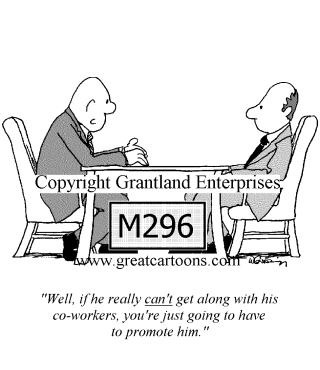 Copyright Grantland Enterprises
M296
www.greatcartoons.com
"Well, if he really can't get along with his
co-workers, you're just going to have
to promote him."